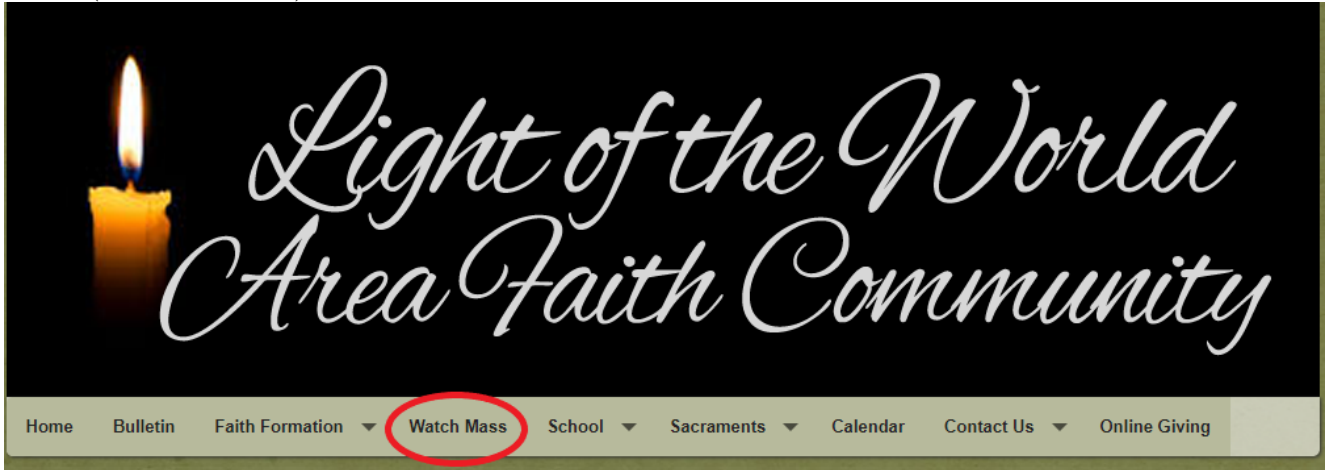 Light of the World
Area Faith Community
Home Bulletin Faith Formation Watch Mass School Sacraments Calendar Contact Us Online Giving